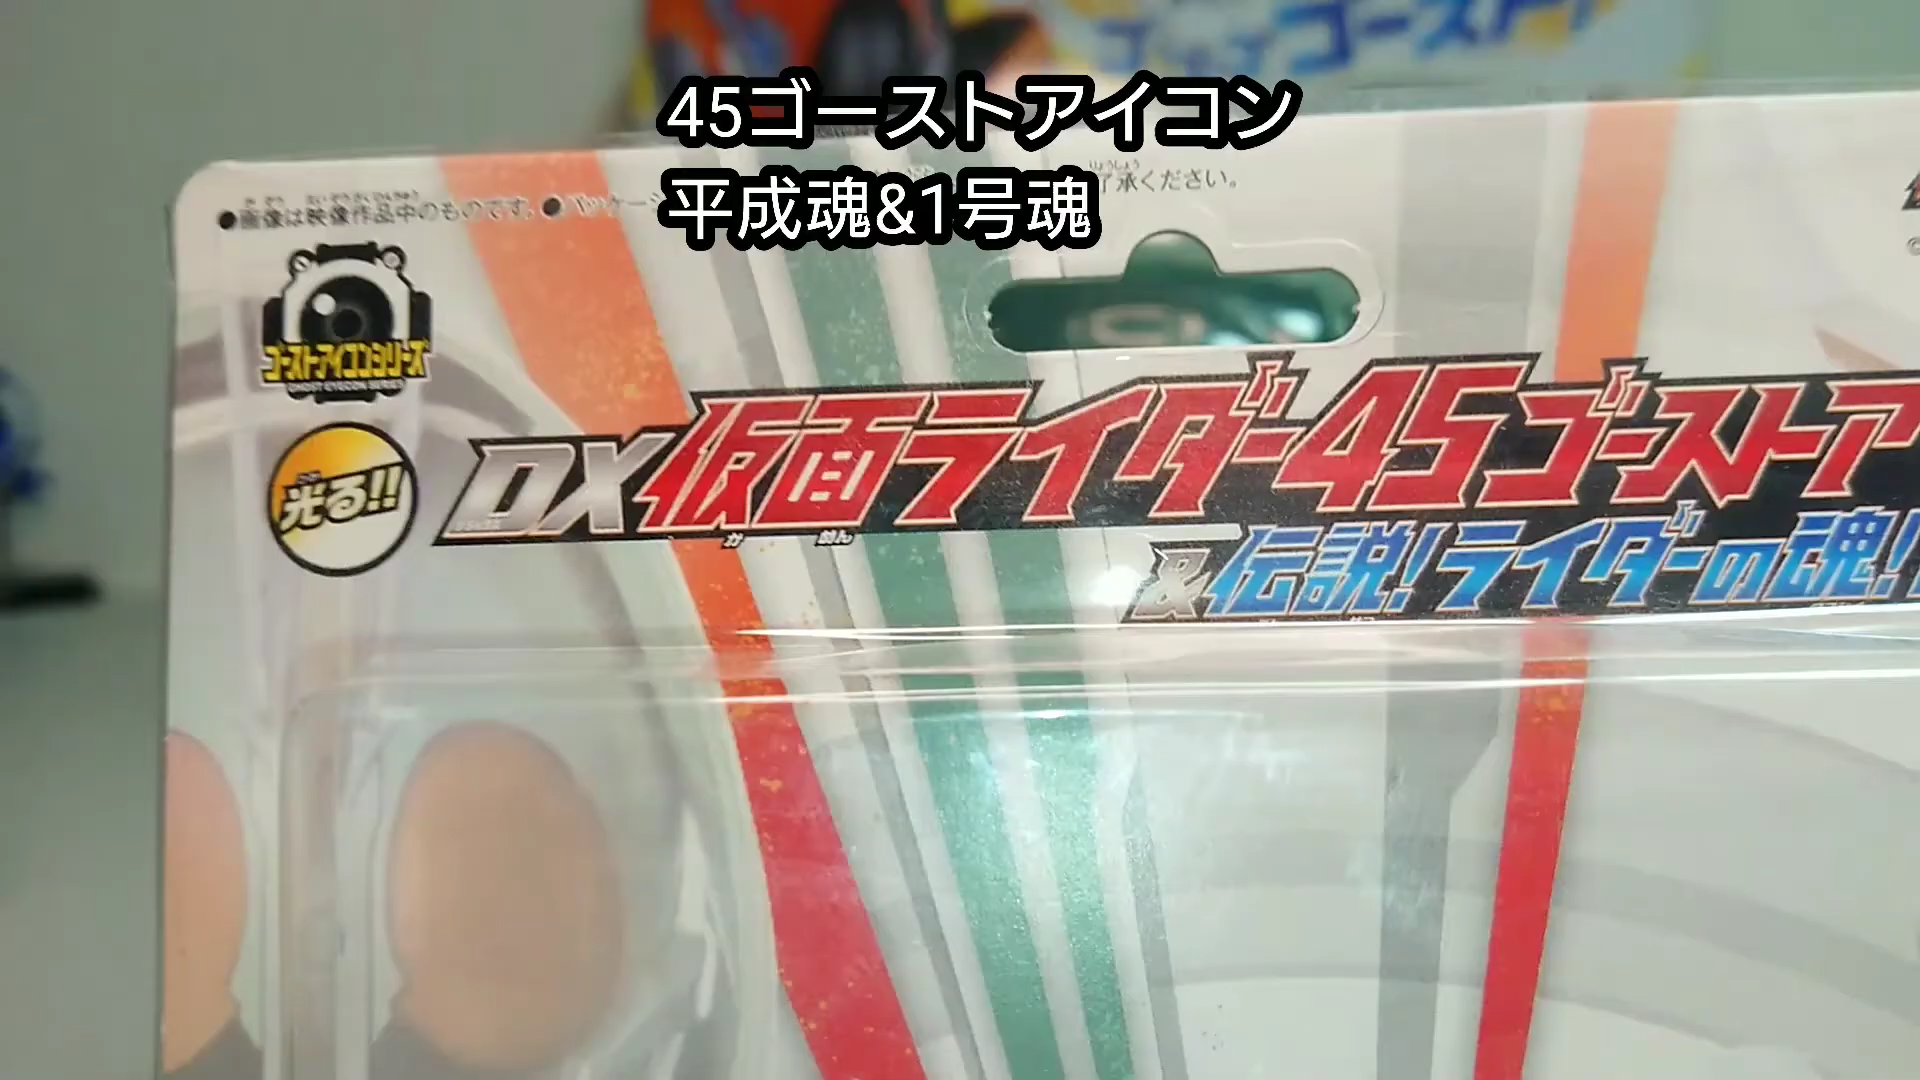 45ゴーストアイコン
平成魂&1号魂
●画像は映像作品中のものです。●パッケージ
了承ください。
ゴーストアイコンシリーズ
GHOST EYECON SERIES
光る!!
DX仮面ライダー45ゴーストア
&伝説!ライダーの魂!